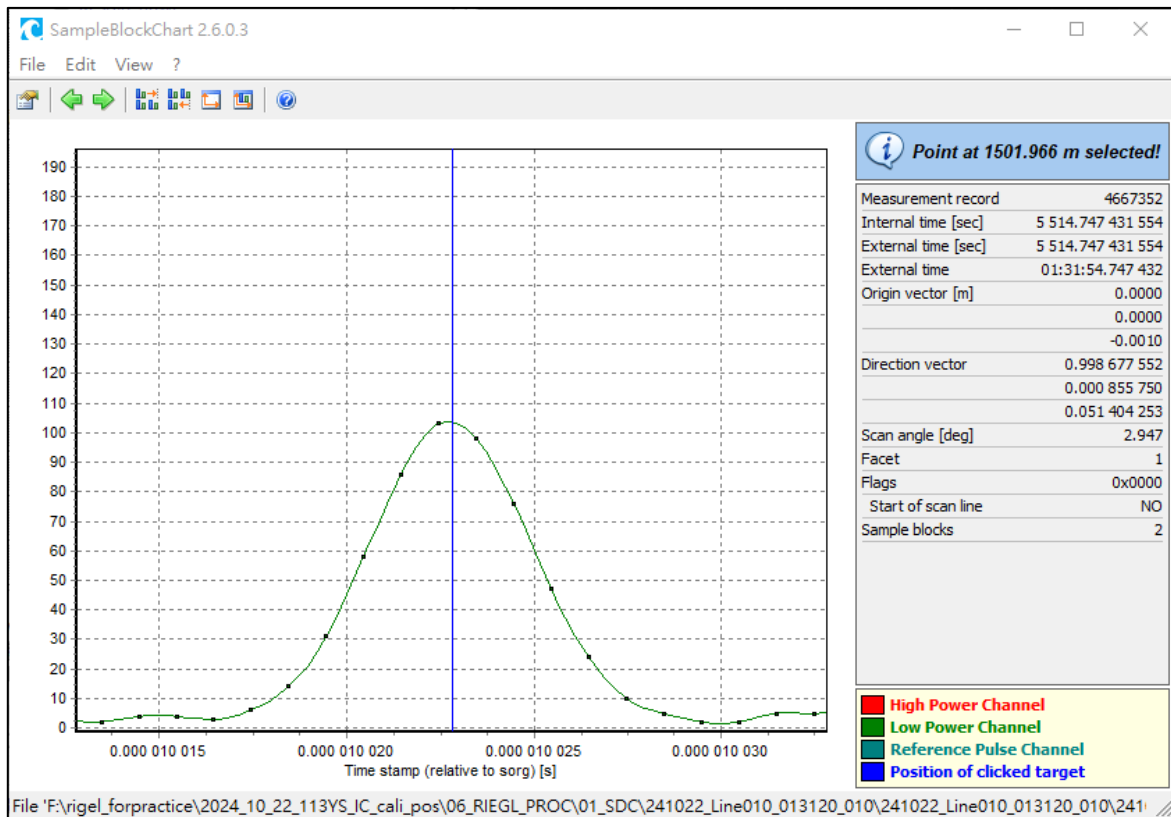 SampleBlockChart 2.6.0.3
File Edit View ?
190
180
170
160
150
140
130
120
110
100
90
80
70
60
50
40
30
20
10
0
0.000 010 015 0.000 010 020 0.000 010 025 0.000 010 030
Time stamp (relative to sorg) [s]
Point at 1501.966 m selected!
Measurement record 4667352
Internal time [sec] 5 514.747 431 554
External time [sec] 5 514.747 431 554
External time 01:31:54.747 432
Origin vector [m] 0.0000
0.0000
-0.0010
Direction vector 0.998 677 552
0.000 855 750
0.051 404 253
Scan angle [deg] 2.947
Facet 1
Flags 0x0000
Start of scan line NO
Sample blocks 2
High Power Channel
Low Power Channel
Reference Pulse Channel
Position of clicked target
File 'F:\rigel_forpractice\2024_10_22_113YS_IC_cali_pos\06_RIEGL_PROC\01_SDC\241022_Line010_013120_010\241022_Line010_013120_010\241